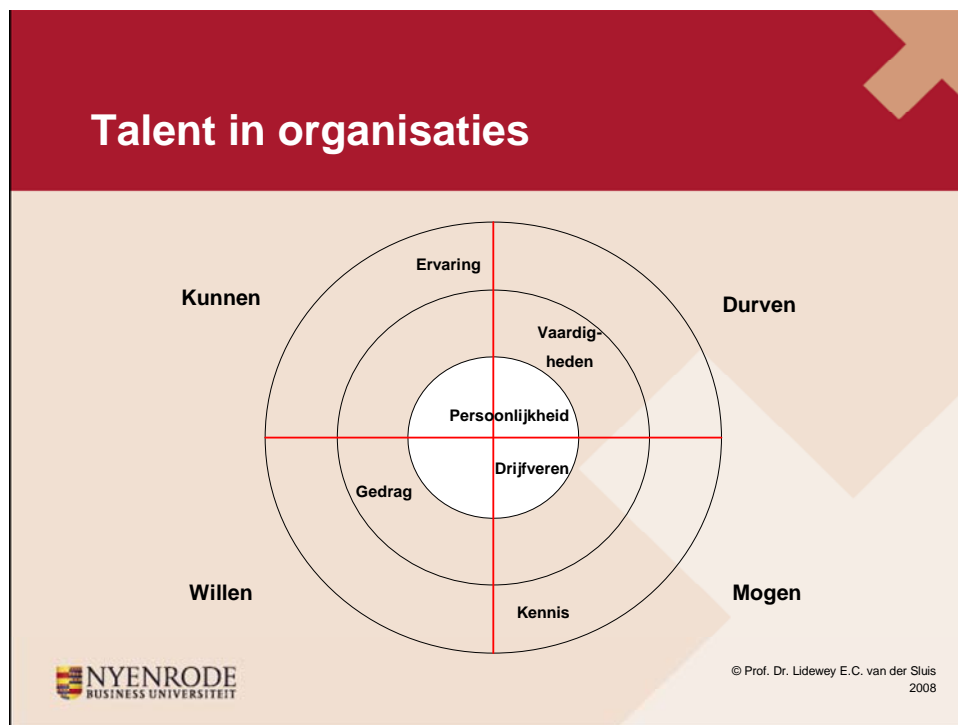 Talent in organisaties
Ervaring
Kunnen
Durven
Vaardig-
heden
Persoonlijkheid
Drijfveren
Gedrag
Willen
Mogen
Kennis
NYENRODE
BUSINESS UNIVERSITEIT
© Prof. Dr. Lidewey E.C. van der Sluis
2008